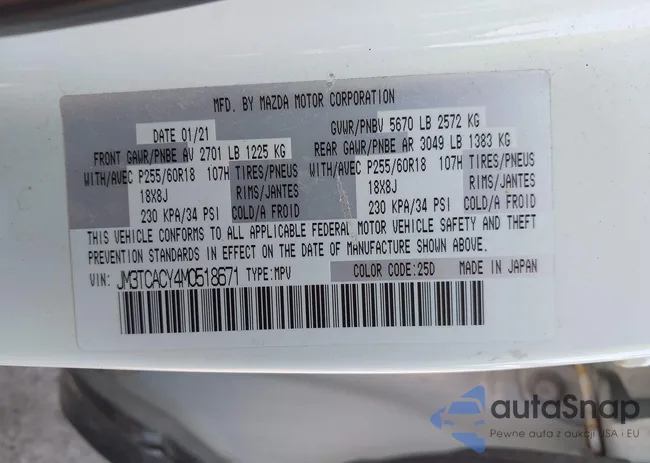 MFD. BY MAZDA MOTOR CORPORATION
DATE 01/21 GVWR/PNBV 5670 LB 2572 KG
FRONT GAWR/PNBE AV 2701 LB 1225 KG REAR GAWR/PNBE AR 3049 LB 1383 KG
WITH/AVEC P255/60R18 107H TIRES/PNEUS WITH/AVEC P255/60R18 107H TIRES/PNEUS
18X8J RIMS/JANTES 18X8J RIMS/JANTES
230 KPA/34 PSI COLD/A FROID 230 KPA/34 PSI COLD/A FROID
THIS VEHICLE CONFORMS TO ALL APPLICABLE FEDERAL MOTOR VEHICLE SAFETY AND THEFT
PREVENTION STANDARDS IN EFFECT ON THE DATE OF MANUFACTURE SHOWN ABOVE.
VIN: JM3TCACY4M0518671 TYPE:MPV COLOR CODE:25D MADE IN JAPAN
autaSnap
Pewne auta z aukcji USA i EU